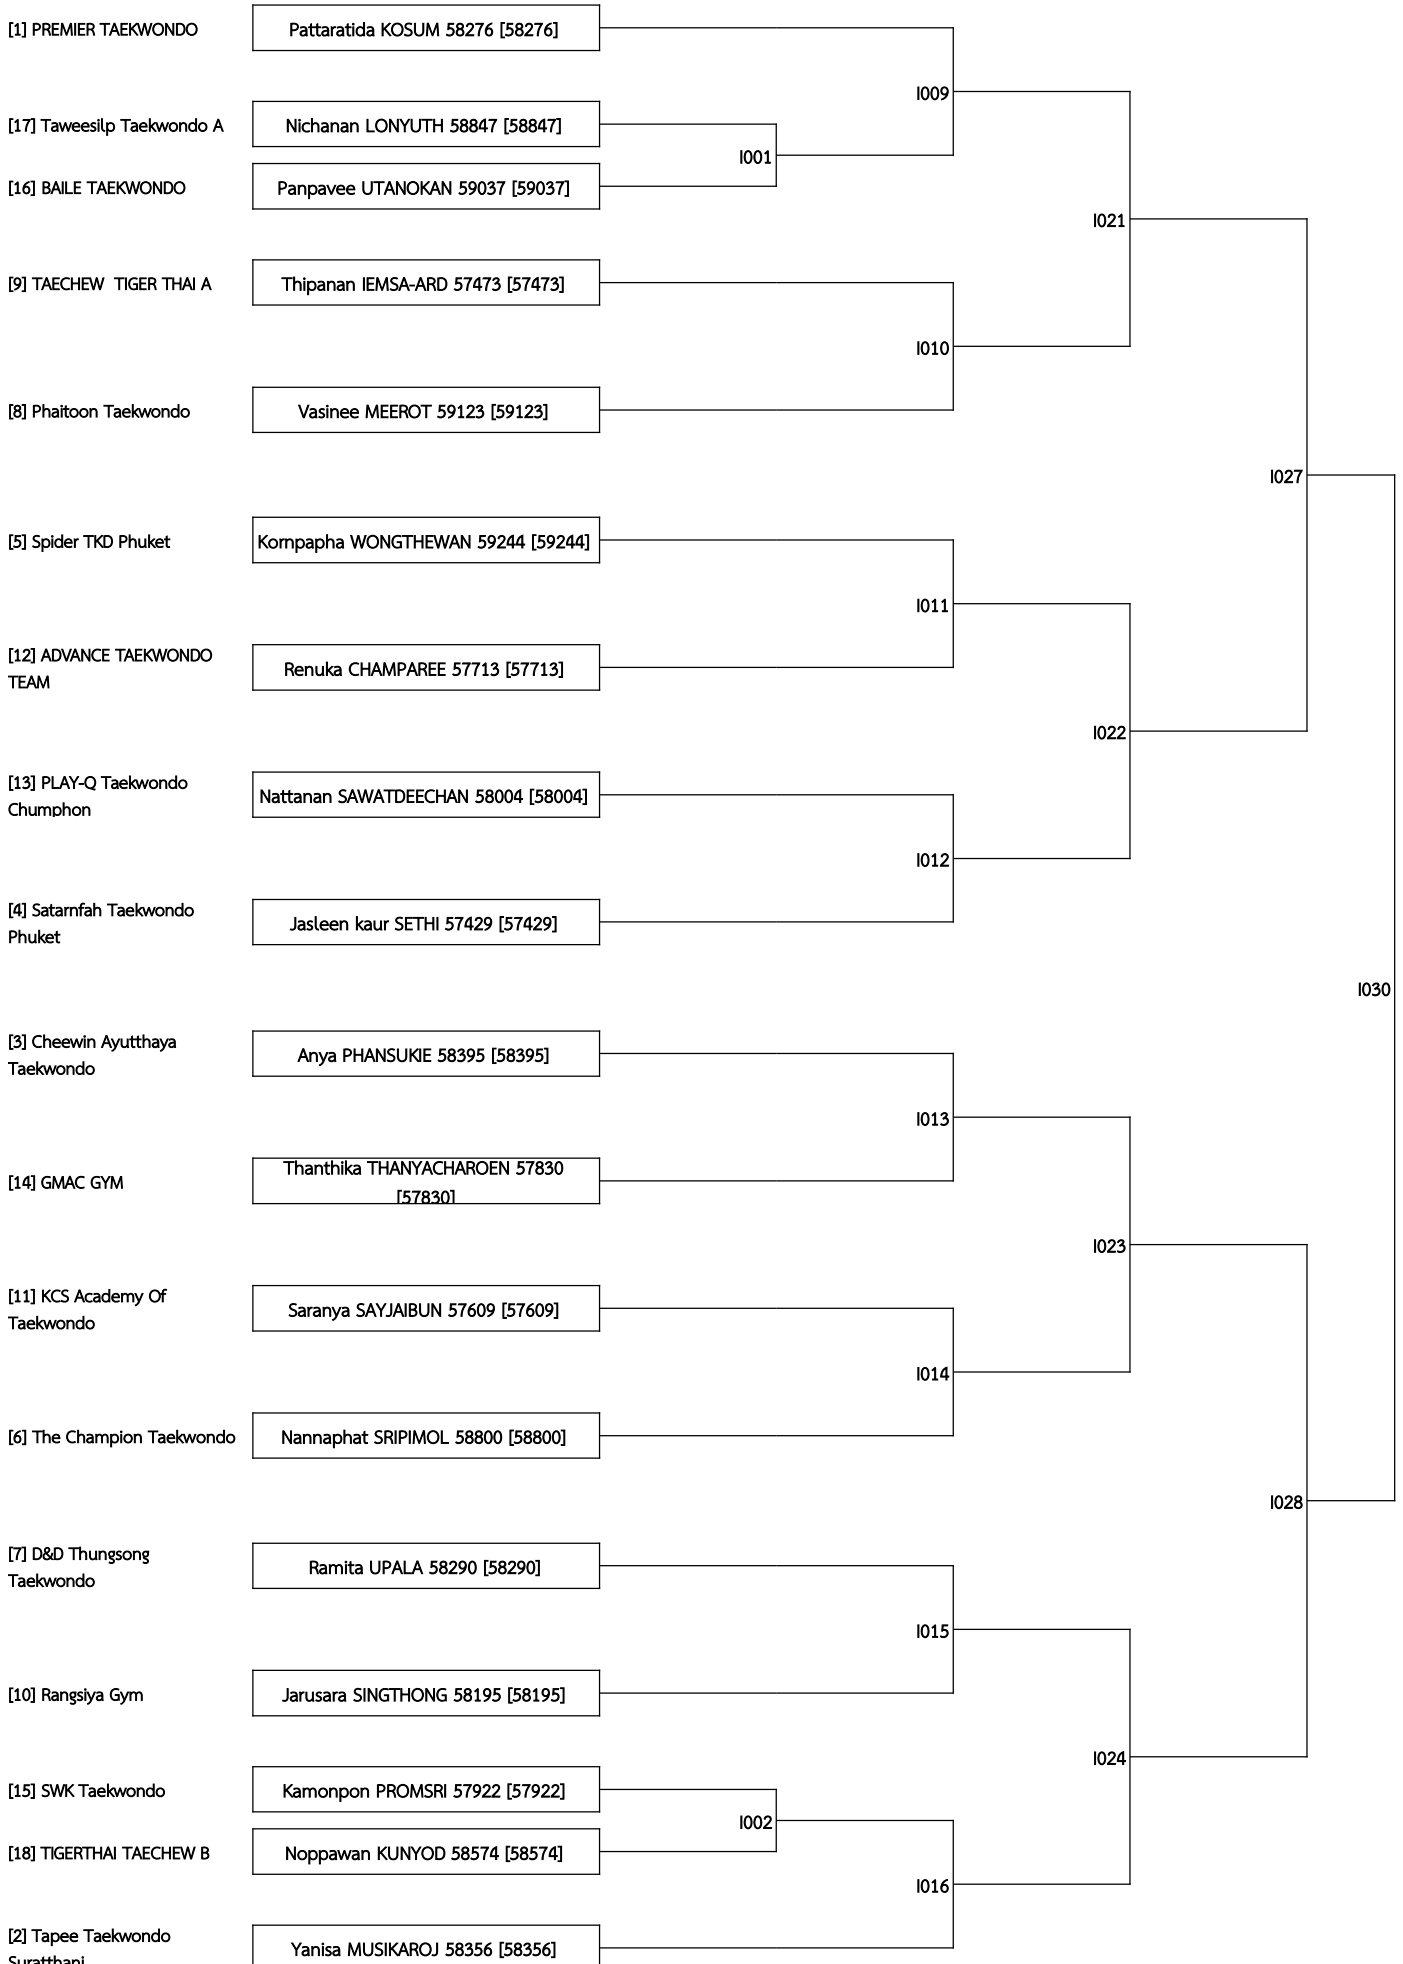 [1] PREMIER TAEKWONDO
Pattaratida KOSUM 58276 [58276]
I009
[17] Taweesilp Taekwondo A
Nichanan LONYUTH 58847 [58847]
I001
[16] BAILE TAEKWONDO
Panpavee UTANOKAN 59037 [59037]
I021
[9] TAECHEW  TIGER THAI A
Thipanan IEMSA-ARD 57473 [57473]
I010
[8] Phaitoon Taekwondo
Vasinee MEEROT 59123 [59123]
I027
[5] Spider TKD Phuket
Kornpapha WONGTHEWAN 59244 [59244]
I011
[12] ADVANCE TAEKWONDO
TEAM
Renuka CHAMPAREE 57713 [57713]
I022
[13] PLAY-Q Taekwondo
Chumphon
Nattanan SAWATDEECHAN 58004 [58004]
I012
[4] Satarnfah Taekwondo
Phuket
Jasleen kaur SETHI 57429 [57429]
I030
[3] Cheewin Ayutthaya
Taekwondo
Anya PHANSUKIE 58395 [58395]
I013
[14] GMAC GYM
Thanthika THANYACHAROEN 57830
[57830]
I023
[11] KCS Academy Of
Taekwondo
Saranya SAYJAIBUN 57609 [57609]
I014
[6] The Champion Taekwondo
Nannaphat SRIPIMOL 58800 [58800]
I028
[7] D&D Thungsong
Taekwondo
Ramita UPALA 58290 [58290]
I015
[10] Rangsiya Gym
Jarusara SINGTHONG 58195 [58195]
I024
[15] SWK Taekwondo
Kamonpon PROMSRI 57922 [57922]
I002
[18] TIGERTHAI TAECHEW B
Noppawan KUNYOD 58574 [58574]
I016
[2] Tapee Taekwondo
Suratthani
Yanisa MUSIKAROJ 58356 [58356]